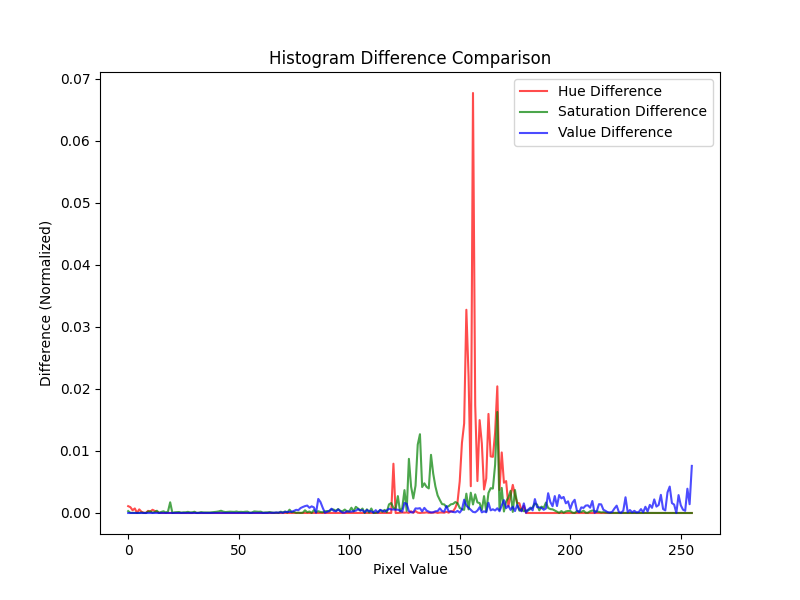 Histogram Difference Comparison
Hue Difference
Saturation Difference
Value Difference
Difference (Normalized)
0.07
0.06
0.05
0.04
0.03
0.02
0.01
0.00
0 50 100 150 200 250
Pixel Value